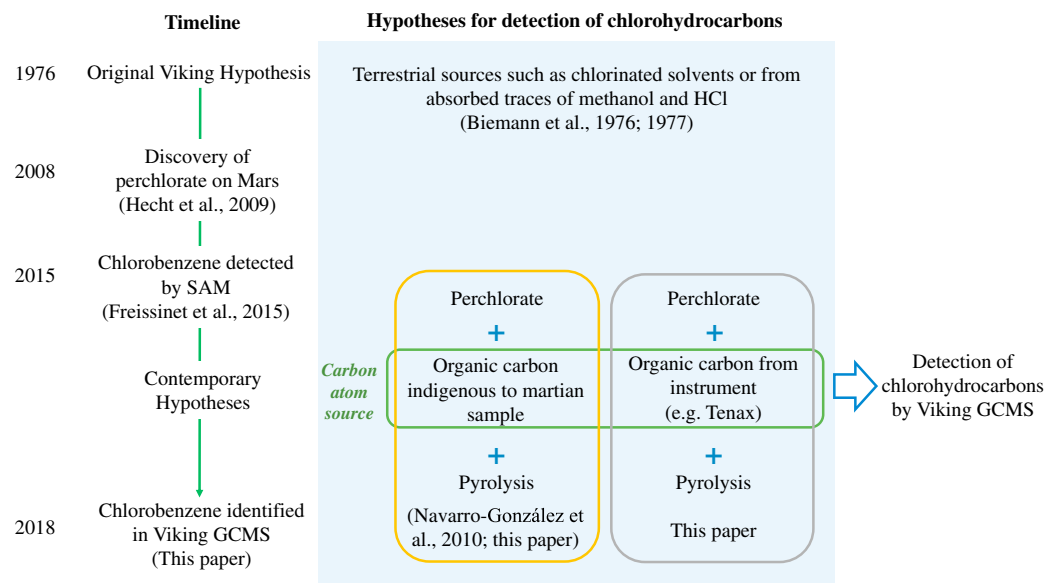 Timeline
Hypotheses for detection of chlorohydrocarbons
1976
Original Viking Hypothesis
Terrestrial sources such as chlorinated solvents or from
absorbed traces of methanol and HCl
(Biemann et al., 1976; 1977)
2008
Discovery of
perchlorate on Mars
(Hecht et al., 2009)
2015
Chlorobenzene detected
by SAM
(Freissinet et al., 2015)
Contemporary
Hypotheses
2018
Chlorobenzene identified
in Viking GCMS
(This paper)
Carbon
atom
source
Perchlorate
+
Organic carbon
indigenous to martian
sample
+
Pyrolysis
(Navarro-González et
al., 2010; this paper)
Perchlorate
+
Organic carbon from
instrument
(e.g. Tenax)
+
Pyrolysis
This paper
Detection of
chlorohydrocarbons
by Viking GCMS